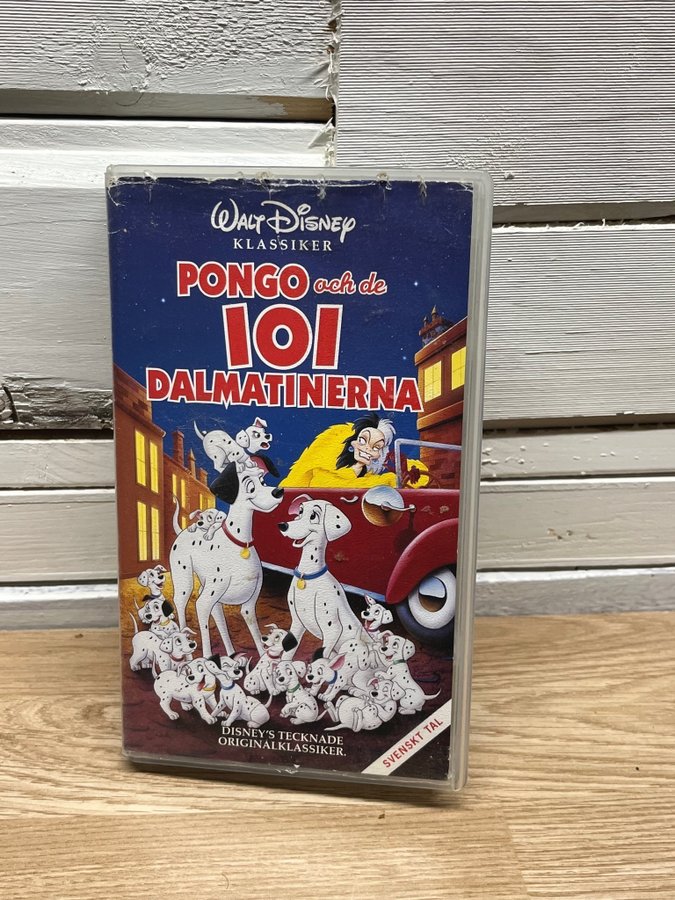 WALT DISNEY
KLASSIKER
PONGO och de
101
DALMATINERNA
DISNEY'S TECKNADE
ORIGINALKLASSIKER.
SVENSKT TAL